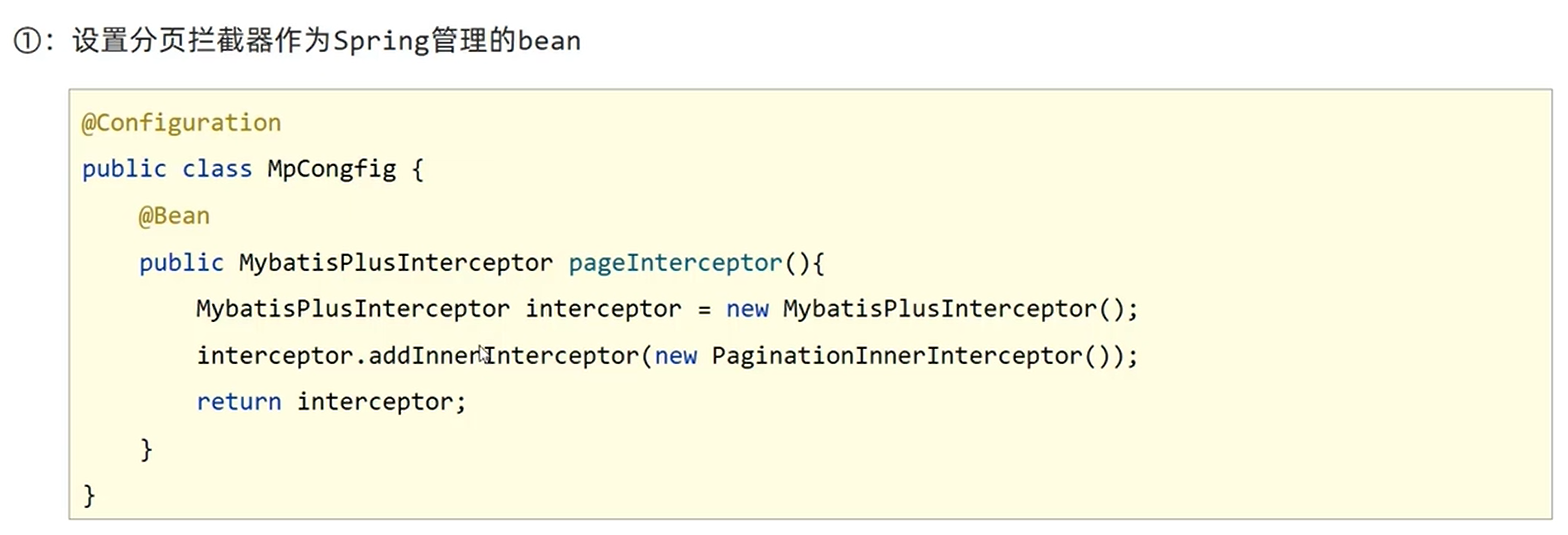 ①：设置分页拦截器作为Spring管理的bean
@Configuration
public class MpCongfig {
    @Bean
    public MybatisPlusInterceptor pageInterceptor(){
        MybatisPlusInterceptor interceptor = new MybatisPlusInterceptor();
        interceptor.addInnerInterceptor(new PaginationInnerInterceptor());
        return interceptor;
    }
}